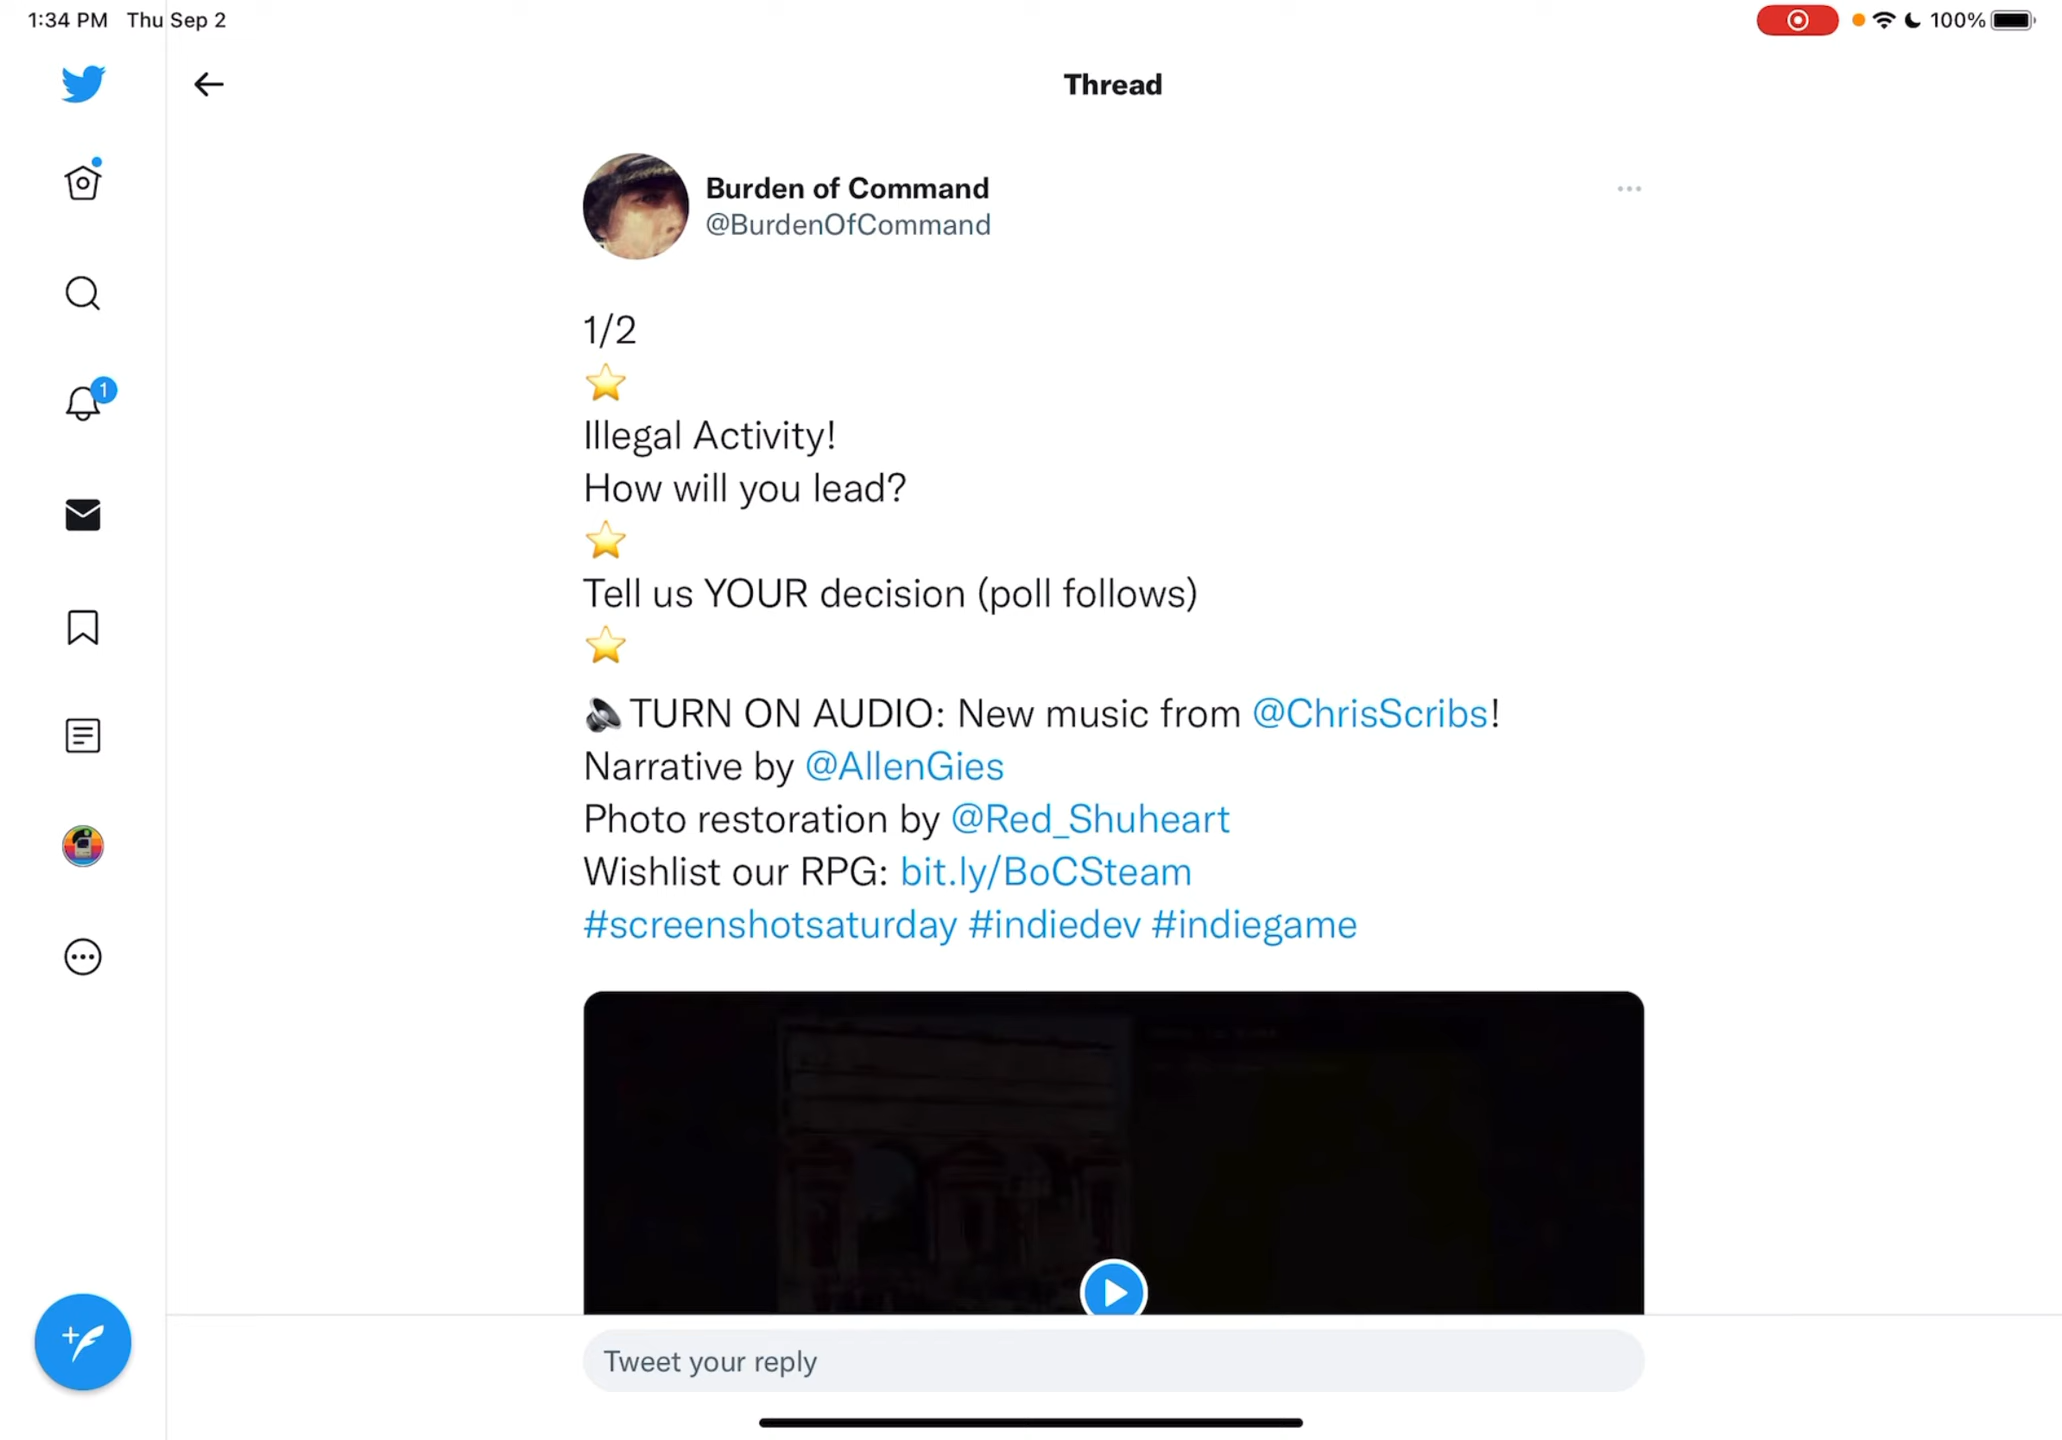 1:34 PM Thu Sep 2
100%
Thread
Burden of Command
@BurdenOfCommand
1
1/2
Illegal Activity!
How will you lead?
Tell us YOUR decision (poll follows)
TURN ON AUDIO: New music from @ChrisScribs!
Narrative by @AllenGies
Photo restoration by @Red_Shuheart
Wishlist our RPG: bit.ly/BoCSteam
#screenshotsaturday #indiedev #indiegame
Tweet your reply